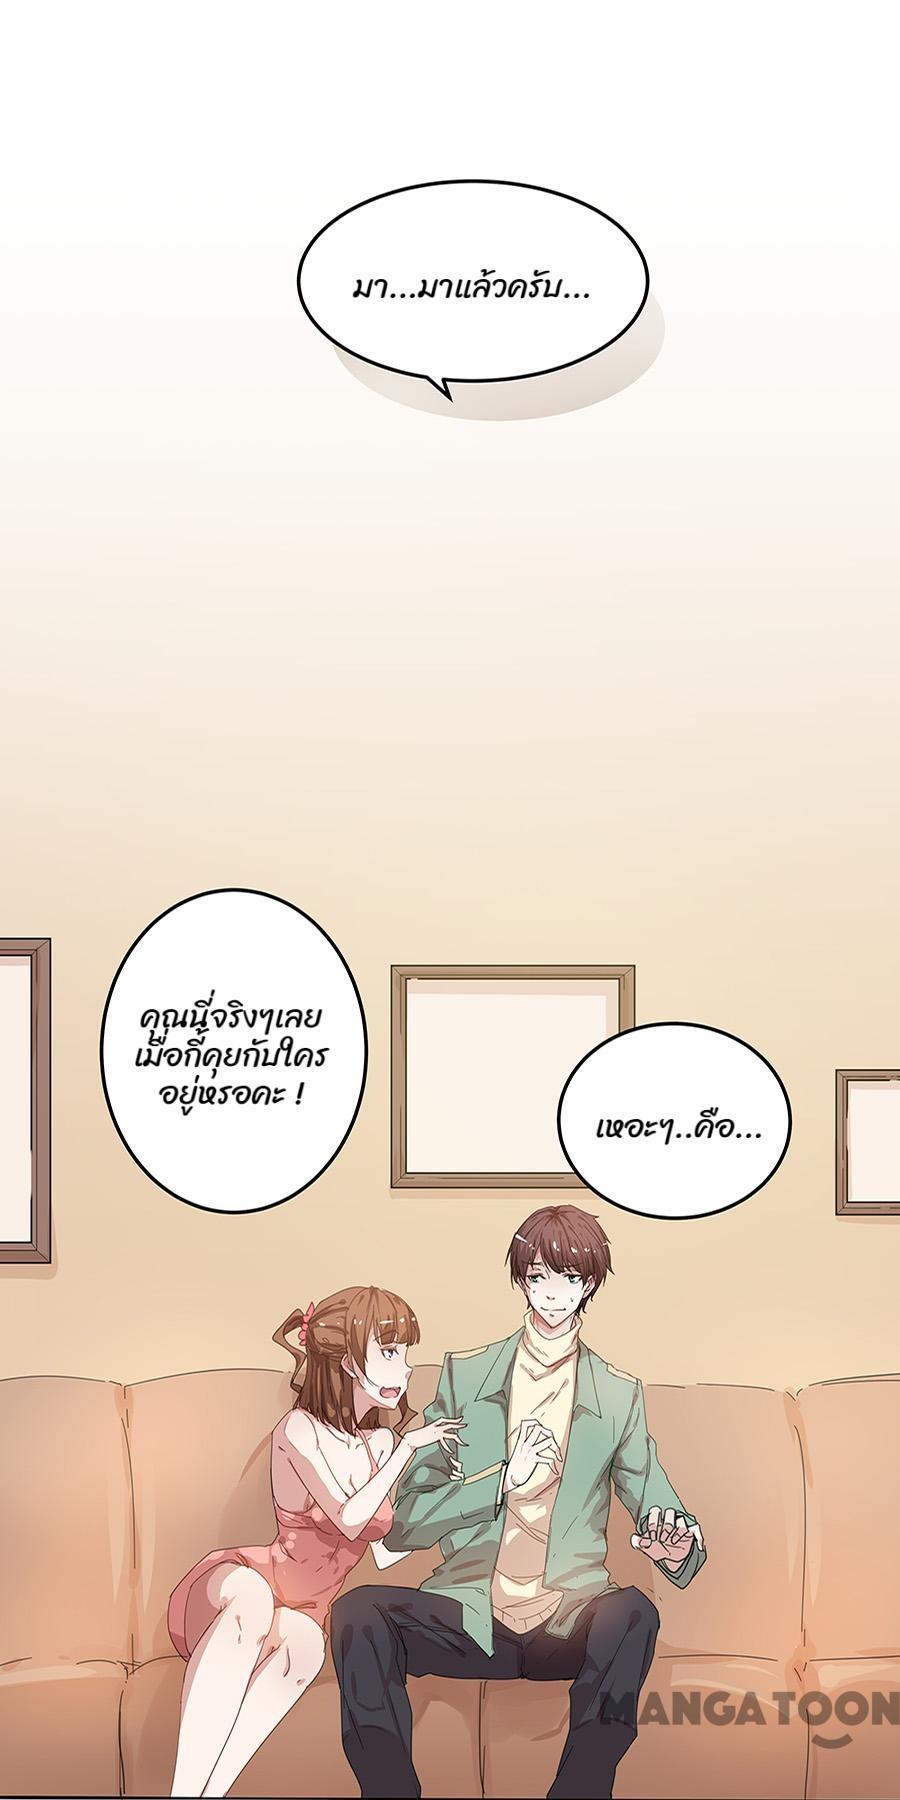 มา...มาแล้วครับ...
คุณนี่จริงๆเลย
เมื่อกี้คุยกับใคร
อยู่หรอคะ !
เหอะๆ..คือ...
MANGATOON